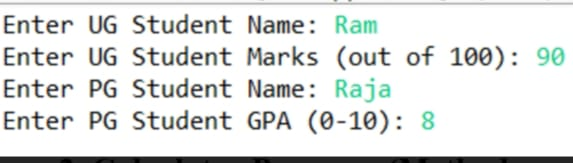 Enter UG Student Name: Ram
Enter UG Student Marks (out of 100): 90
Enter PG Student Name: Raja
Enter PG Student GPA (0-10): 8